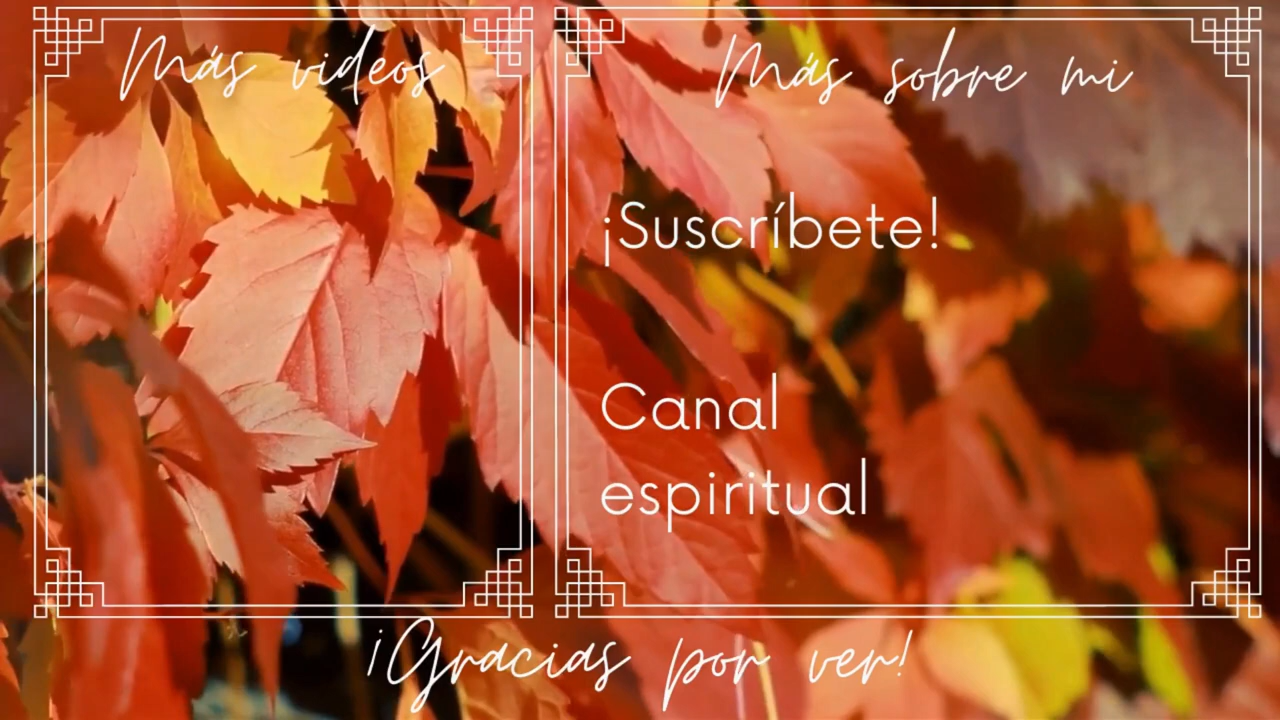 Más videos
Más sobre mi
¡Suscríbete!
Canal
espiritual
¡Gracias por ver!